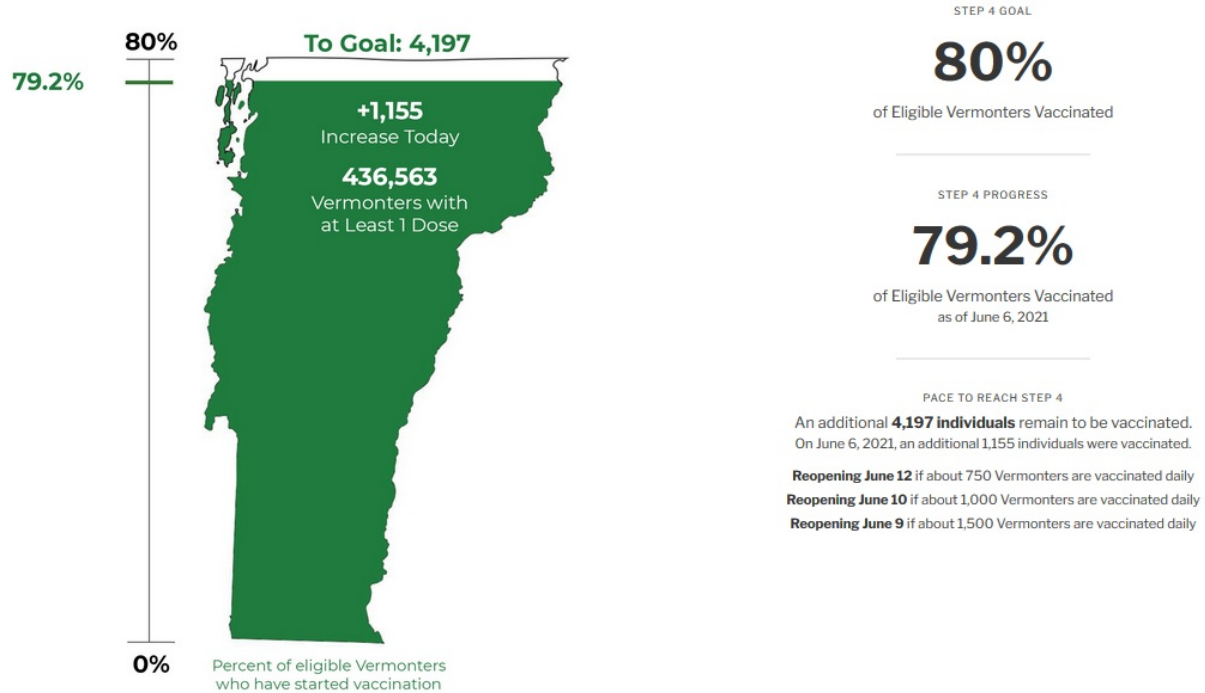 80%
79.2%
To Goal: 4,197
+1,155
Increase Today
436,563
Vermonters with
at Least 1 Dose
0%
Percent of eligible Vermonters
who have started vaccination
STEP 4 GOAL
80%
of Eligible Vermonters Vaccinated
STEP 4 PROGRESS
79.2%
of Eligible Vermonters Vaccinated
as of June 6, 2021
PACE TO REACH STEP 4
An additional 4,197 individuals remain to be vaccinated.
On June 6, 2021, an additional 1,155 individuals were vaccinated.
Reopening June 12 if about 750 Vermonters are vaccinated daily
Reopening June 10 if about 1,000 Vermonters are vaccinated daily
Reopening June 9 if about 1,500 Vermonters are vaccinated daily